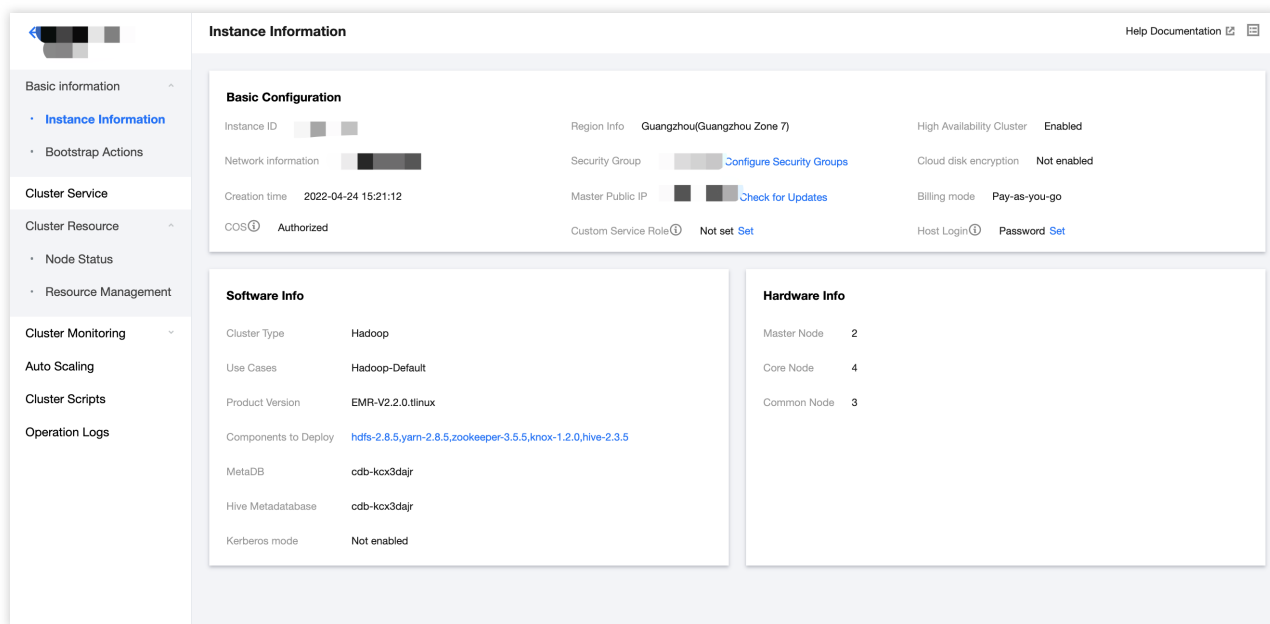 Instance Information
Help Documentation
Basic information
Instance Information
Bootstrap Actions
Cluster Service
Cluster Resource
Node Status
Resource Management
Cluster Monitoring
Auto Scaling
Cluster Scripts
Operation Logs
Basic Configuration
Instance ID
Region Info Guangzhou(Guangzhou Zone 7)
High Availability Cluster Enabled
Network information
Security Group Configure Security Groups
Cloud disk encryption Not enabled
Creation time 2022-04-24 15:21:12
Master Public IP Check for Updates
Billing mode Pay-as-you-go
COS Authorized
Custom Service Role Not set Set
Host Login Password Set
Software Info
Cluster Type Hadoop
Use Cases Hadoop-Default
Product Version EMR-V2.2.0.tlinux
Components to Deploy hdfs-2.8.5,yarn-2.8.5,zookeeper-3.5.5,knox-1.2.0,hive-2.3.5
MetaDB cdb-kcx3dajr
Hive Metadatabase cdb-kcx3dajr
Kerberos mode Not enabled
Hardware Info
Master Node 2
Core Node 4
Common Node 3